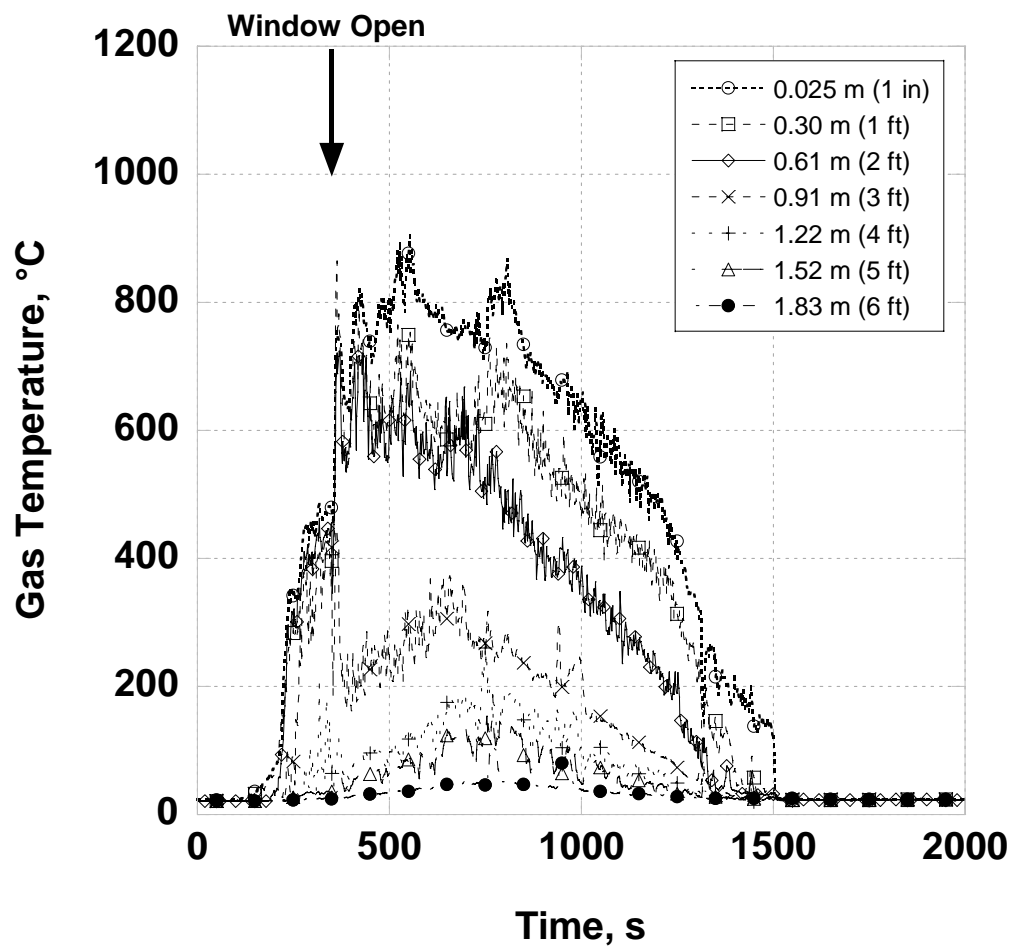 Window Open
1200
1000
800
600
400
200
0
0 500 1000 1500 2000
Gas Temperature, °C
Time, s
0.025 m (1 in)
0.30 m (1 ft)
0.61 m (2 ft)
0.91 m (3 ft)
1.22 m (4 ft)
1.52 m (5 ft)
1.83 m (6 ft)